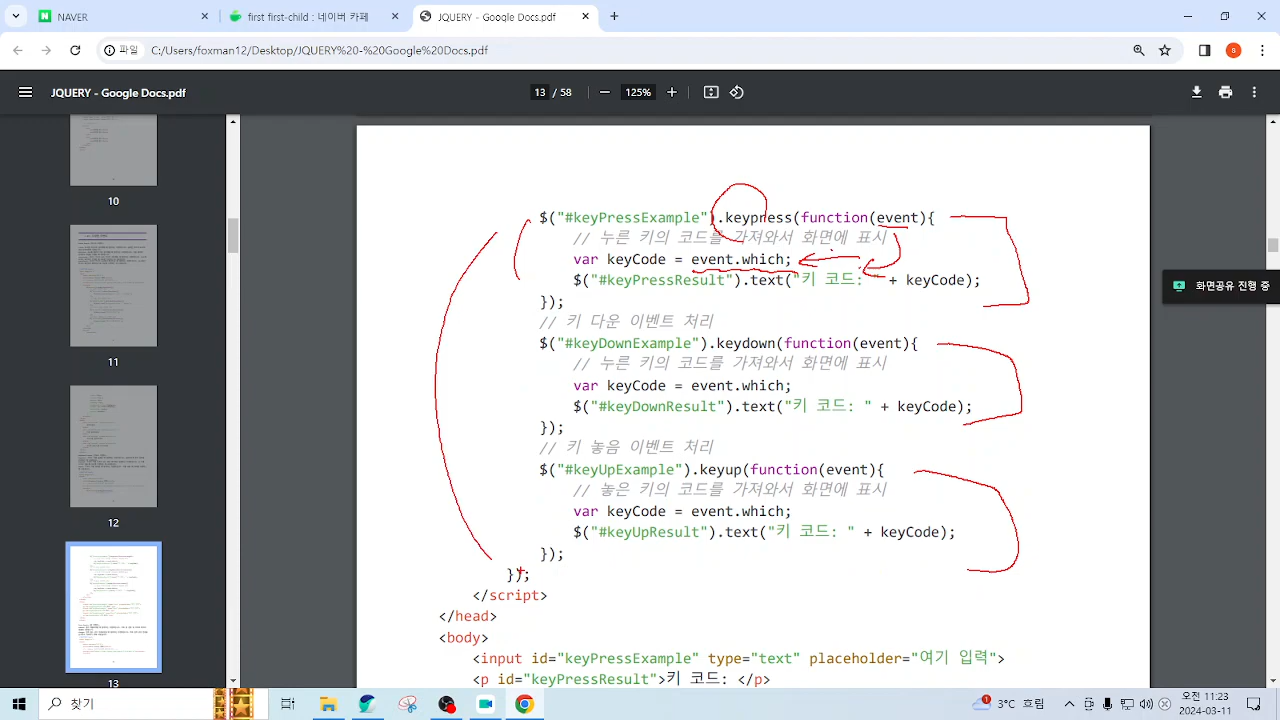 NAVER
first first-child : 네이버 카페
JQUERY - Google Docs.pdf
파일
C:/Users/foxman12/Desktop/JQUERY%20-%20Google%20Docs.pdf
JQUERY - Google Docs.pdf
13 / 58
125%
10
11
12
13
$("#keyPressExample").keypress(function(event){
// 누른 키의 코드를 가져와서 화면에 표시
var keyCode = event.which;
$("#keyPressResult").text("키 코드: " + keyCode);
});
// 키 다운 이벤트 처리
$("#keyDownExample").keydown(function(event){
// 누른 키의 코드를 가져와서 화면에 표시
var keyCode = event.which;
$("#keyDownResult").text("키 코드: " + keyCode);
키 놓음 이벤트 처리
$("#keyUpExample").keyup(function(event){
// 놓은 키의 코드를 가져와서 화면에 표시
var keyCode = event.which;
$("#keyUpResult").text("키 코드: " + keyCode);
</script>
</head>
<body>
<input id="keyPressExample" type="text" placeholder="여기 입력">
<p id="keyPressResult">키 코드: </p>
찾기
3°C 흐림
오전 11:23
2024-03-11